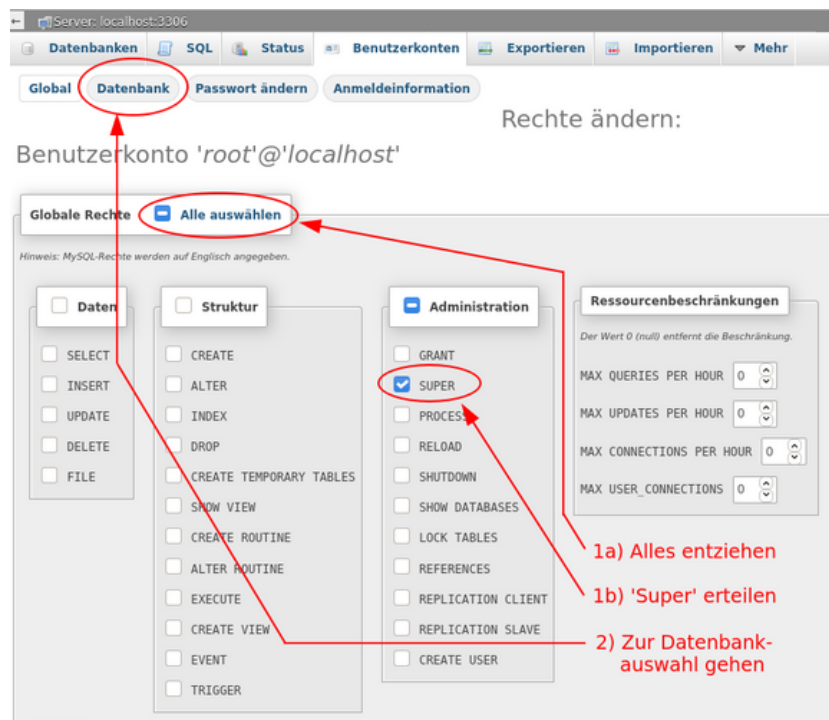 Server: localhost:3306
Datenbanken SQL Status Benutzerkonten Exportieren Importieren Mehr
Global Datenbank Passwort ändern Anmeldeinformation
Rechte ändern:
Benutzerkonto 'root'@'localhost'
Globale Rechte Alle auswählen
Hinweis: MySQL-Rechte werden auf Englisch angegeben.
Daten
SELECT
INSERT
UPDATE
DELETE
FILE
Struktur
CREATE
ALTER
INDEX
DROP
CREATE TEMPORARY TABLES
SHOW VIEW
CREATE ROUTINE
ALTER ROUTINE
EXECUTE
CREATE VIEW
EVENT
TRIGGER
Administration
GRANT
SUPER
PROCESS
RELOAD
SHUTDOWN
SHOW DATABASES
LOCK TABLES
REFERENCES
REPLICATION CLIENT
REPLICATION SLAVE
CREATE USER
Ressourcenbeschränkungen
Der Wert 0 (null) entfernt die Beschränkung.
MAX QUERIES PER HOUR 0
MAX UPDATES PER HOUR 0
MAX CONNECTIONS PER HOUR 0
MAX USER_CONNECTIONS 0
1a) Alles entziehen
1b) 'Super' erteilen
2) Zur Datenbank-
auswahl gehen